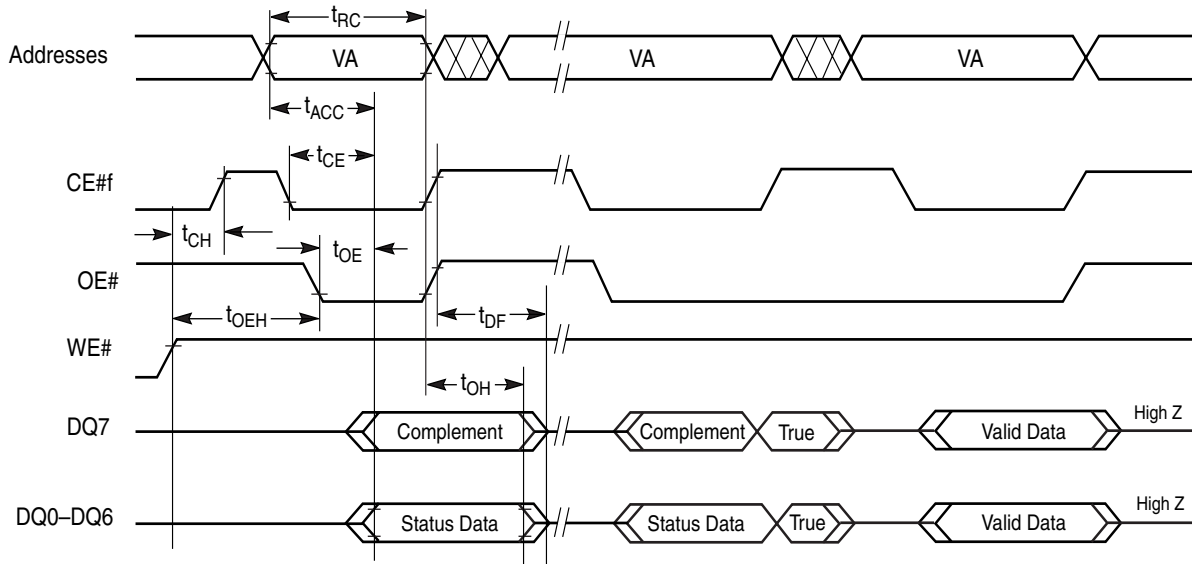 tRC
Addresses VA VA VA
tACC
tCE
CE#f
tCH tOE
OE#
tOEH tDF
WE#
tOH
DQ7 Complement Complement True Valid Data High Z
DQ0–DQ6 Status Data Status Data True Valid Data High Z